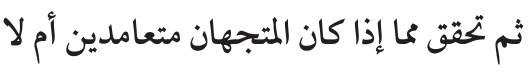 ثم تحقق مما إذا كان المتجهان متعامدين أم لا